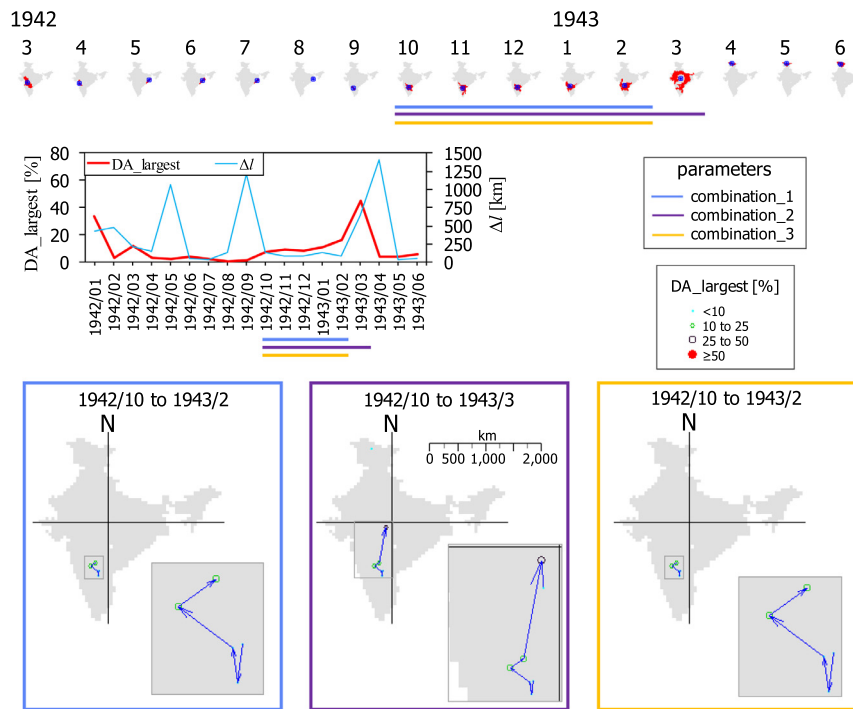 1942 1943
3 4 5 6 7 8 9 10 11 12 1 2 3 4 5 6
DA_largest [%]
80
60
40
20
0
DA_largest Δl
1500
1250
1000
750
500
250
0
Δl [km]
1942/01 1942/02 1942/03 1942/04 1942/05 1942/06 1942/07 1942/08 1942/09 1942/10 1942/11 1942/12 1943/01 1943/02 1943/03 1943/04 1943/05 1943/06
parameters
combination_1
combination_2
combination_3
DA_largest [%]
<10
10 to 25
25 to 50
≥50
1942/10 to 1943/2
N
1942/10 to 1943/3
N
km
0 500 1,000 2,000
1942/10 to 1943/2
N